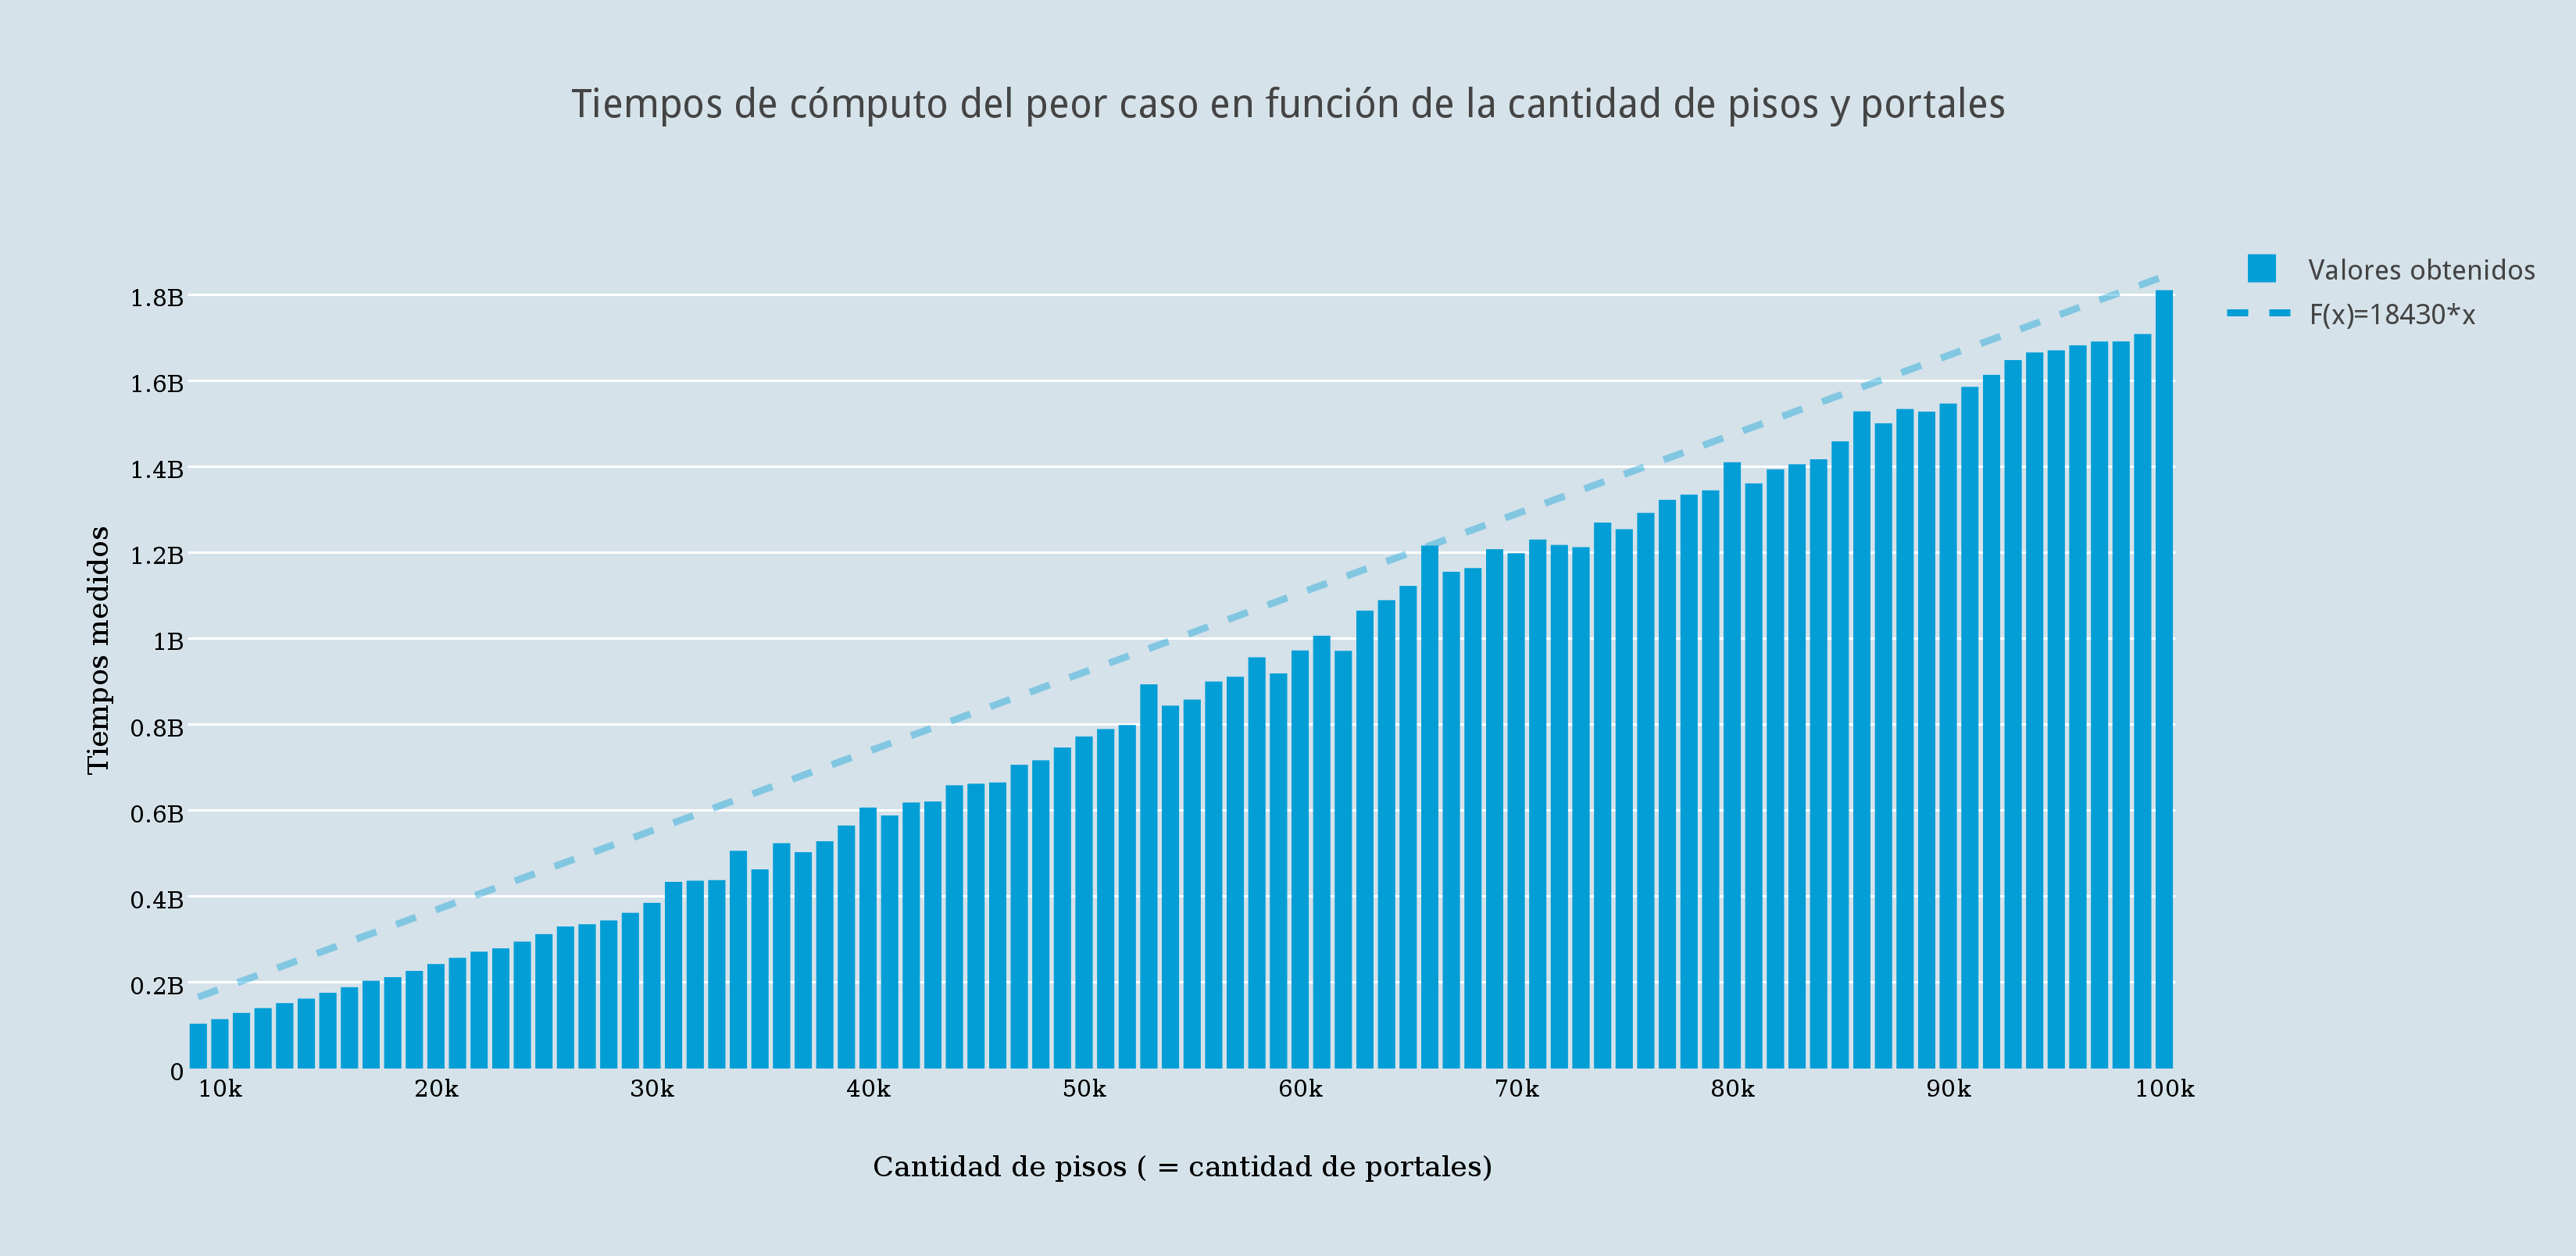 Tiempos de cómputo del peor caso en función de la cantidad de pisos y portales
Valores obtenidos
F(x)=18430*x
1.8B
1.6B
1.4B
1.2B
1B
0.8B
0.6B
0.4B
0.2B
0
Tiempos medidos
10k 20k 30k 40k 50k 60k 70k 80k 90k 100k
Cantidad de pisos ( = cantidad de portales)